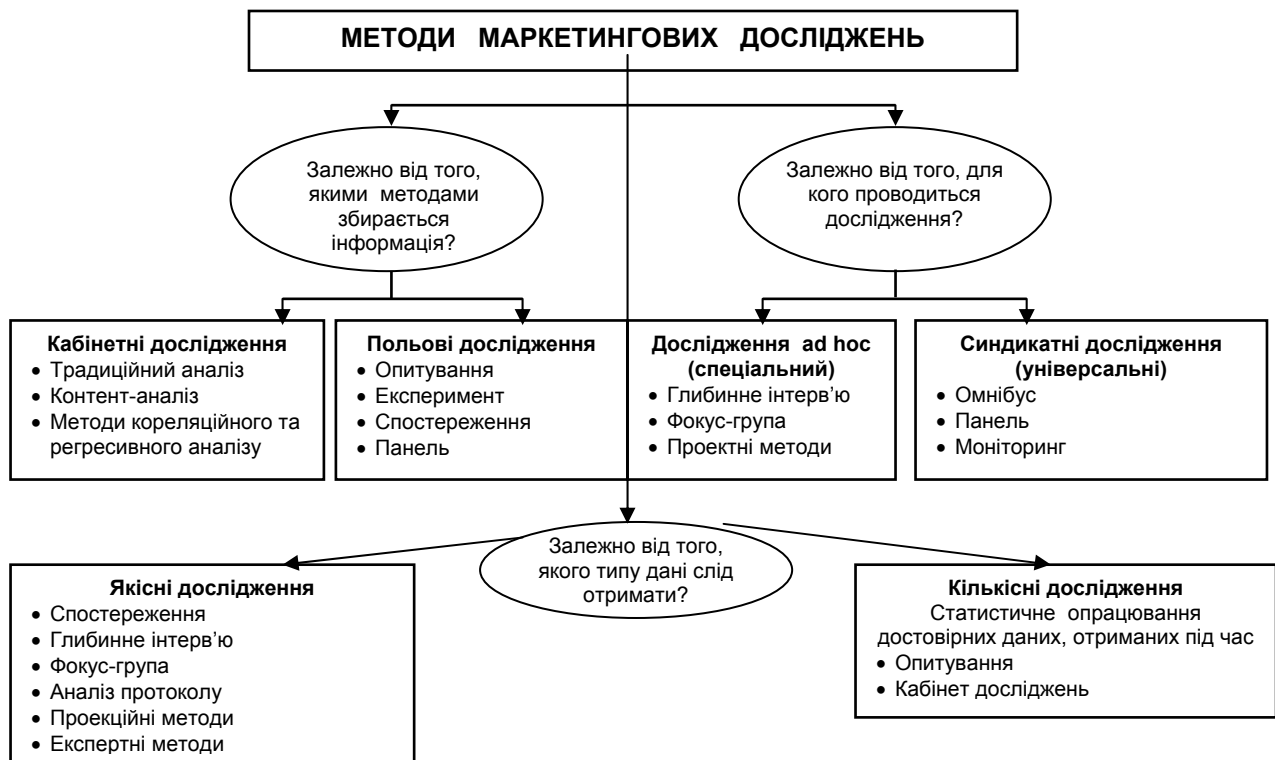 МЕТОДИ МАРКЕТИНГОВИХ ДОСЛІДЖЕНЬ
Залежно від того,
якими методами
збирається
інформація?
Залежно від того, для
кого проводиться
дослідження?
Кабінетні дослідження
• Традиційний аналіз
• Контент-аналіз
• Методи кореляційного та
регресивного аналізу
Польові дослідження
• Опитування
• Експеримент
• Спостереження
• Панель
Дослідження ad hoc
(спеціальний)
• Глибинне інтерв’ю
• Фокус-група
• Проектні методи
Синдикатні дослідження
(універсальні)
• Омнібус
• Панель
• Моніторинг
Залежно від того,
якого типу дані слід
отримати?
Якісні дослідження
• Спостереження
• Глибинне інтерв’ю
• Фокус-група
• Аналіз протоколу
• Проекційні методи
• Експертні методи
Кількісні дослідження
Статистичне опрацювання
достовірних даних, отриманих під час
• Опитування
• Кабінет досліджень